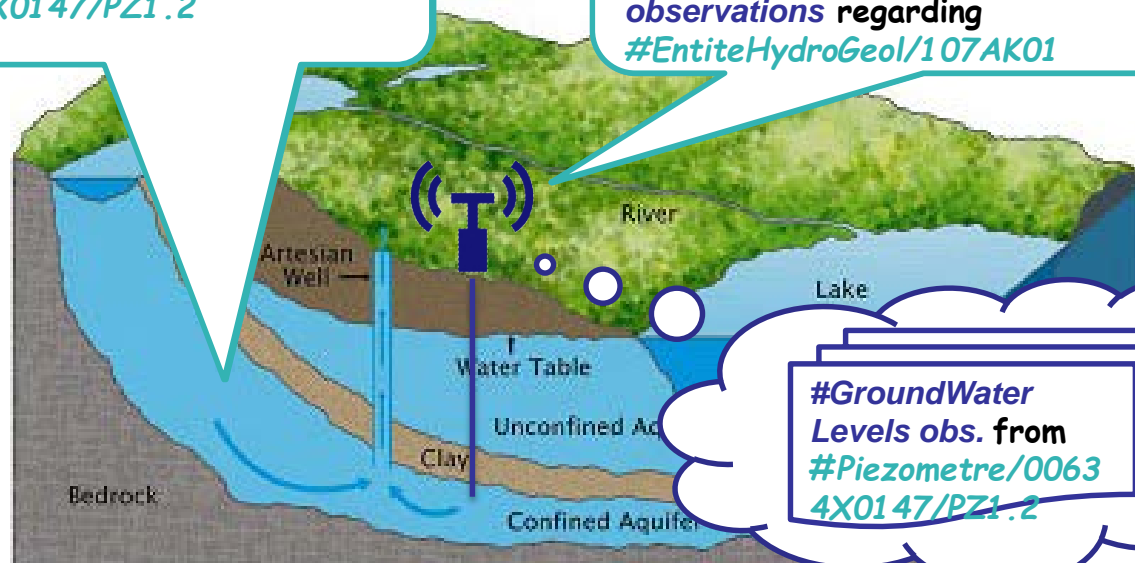 X0147/PZ1.2
observations regarding
#EntiteHydroGeol/107AK01
River
Artesian
Well
Lake
Water Table
#GroundWater
Levels obs. from
#Piezometre/0063
4X0147/PZ1.2
Unconfined Aq
Clay
Bedrock
Confined Aquife